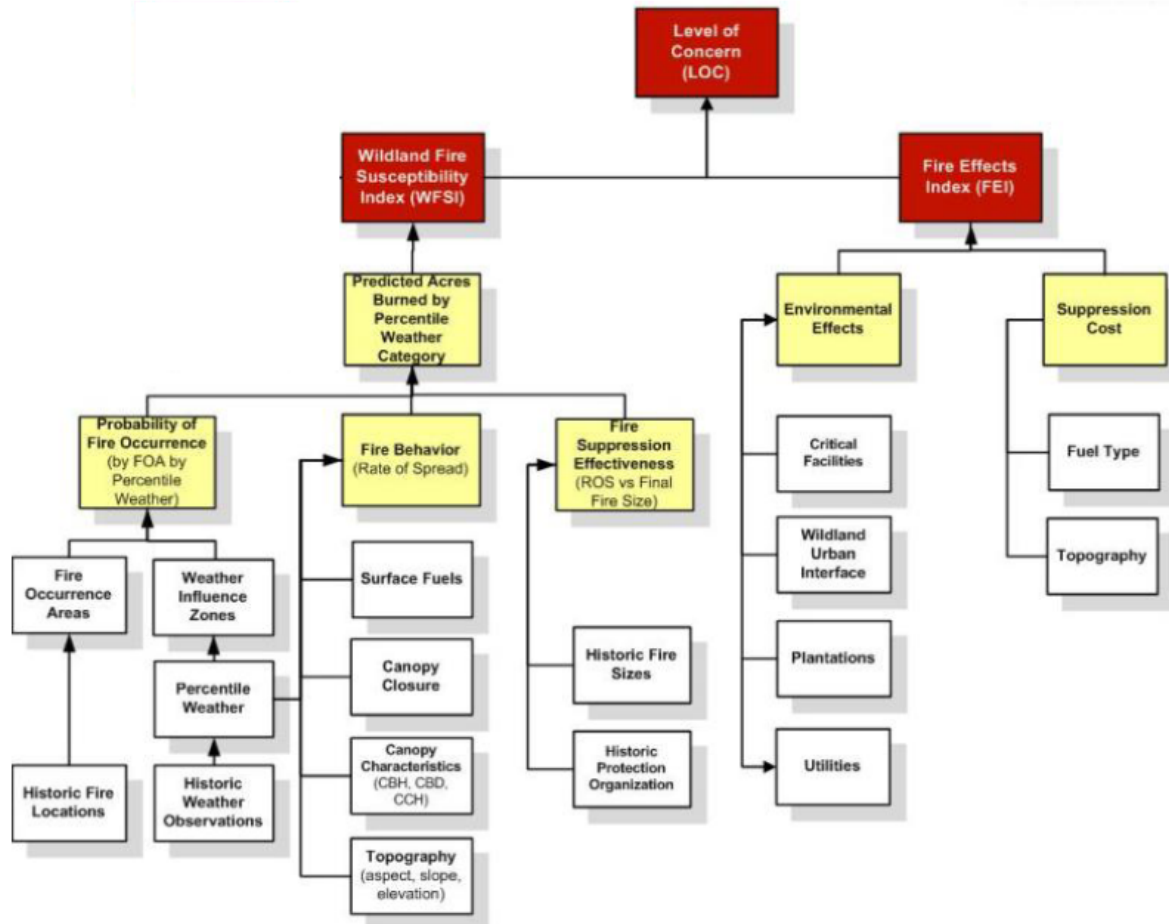 Level of
Concern
(LOC)
Wildland Fire
Susceptibility
Index (WFSI)
Fire Effects
Index (FEI)
Predicted Acres
Burned by
Percentile
Weather
Category
Environmental
Effects
Suppression
Cost
Probability of
Fire Occurrence
(by FOA by
Percentile
Weather)
Fire Behavior
(Rate of Spread)
Fire
Suppression
Effectiveness
(ROS vs Final
Fire Size)
Critical
Facilities
Fuel Type
Fire
Occurrence
Areas
Weather
Influence
Zones
Surface Fuels
Wildland
Urban
Interface
Topography
Percentile
Weather
Canopy
Closure
Historic Fire
Sizes
Plantations
Historic Fire
Locations
Historic
Weather
Observations
Canopy
Characteristics
(CBH, CBD,
CCH)
Historic
Protection
Organization
Utilities
Topography
(aspect, slope,
elevation)